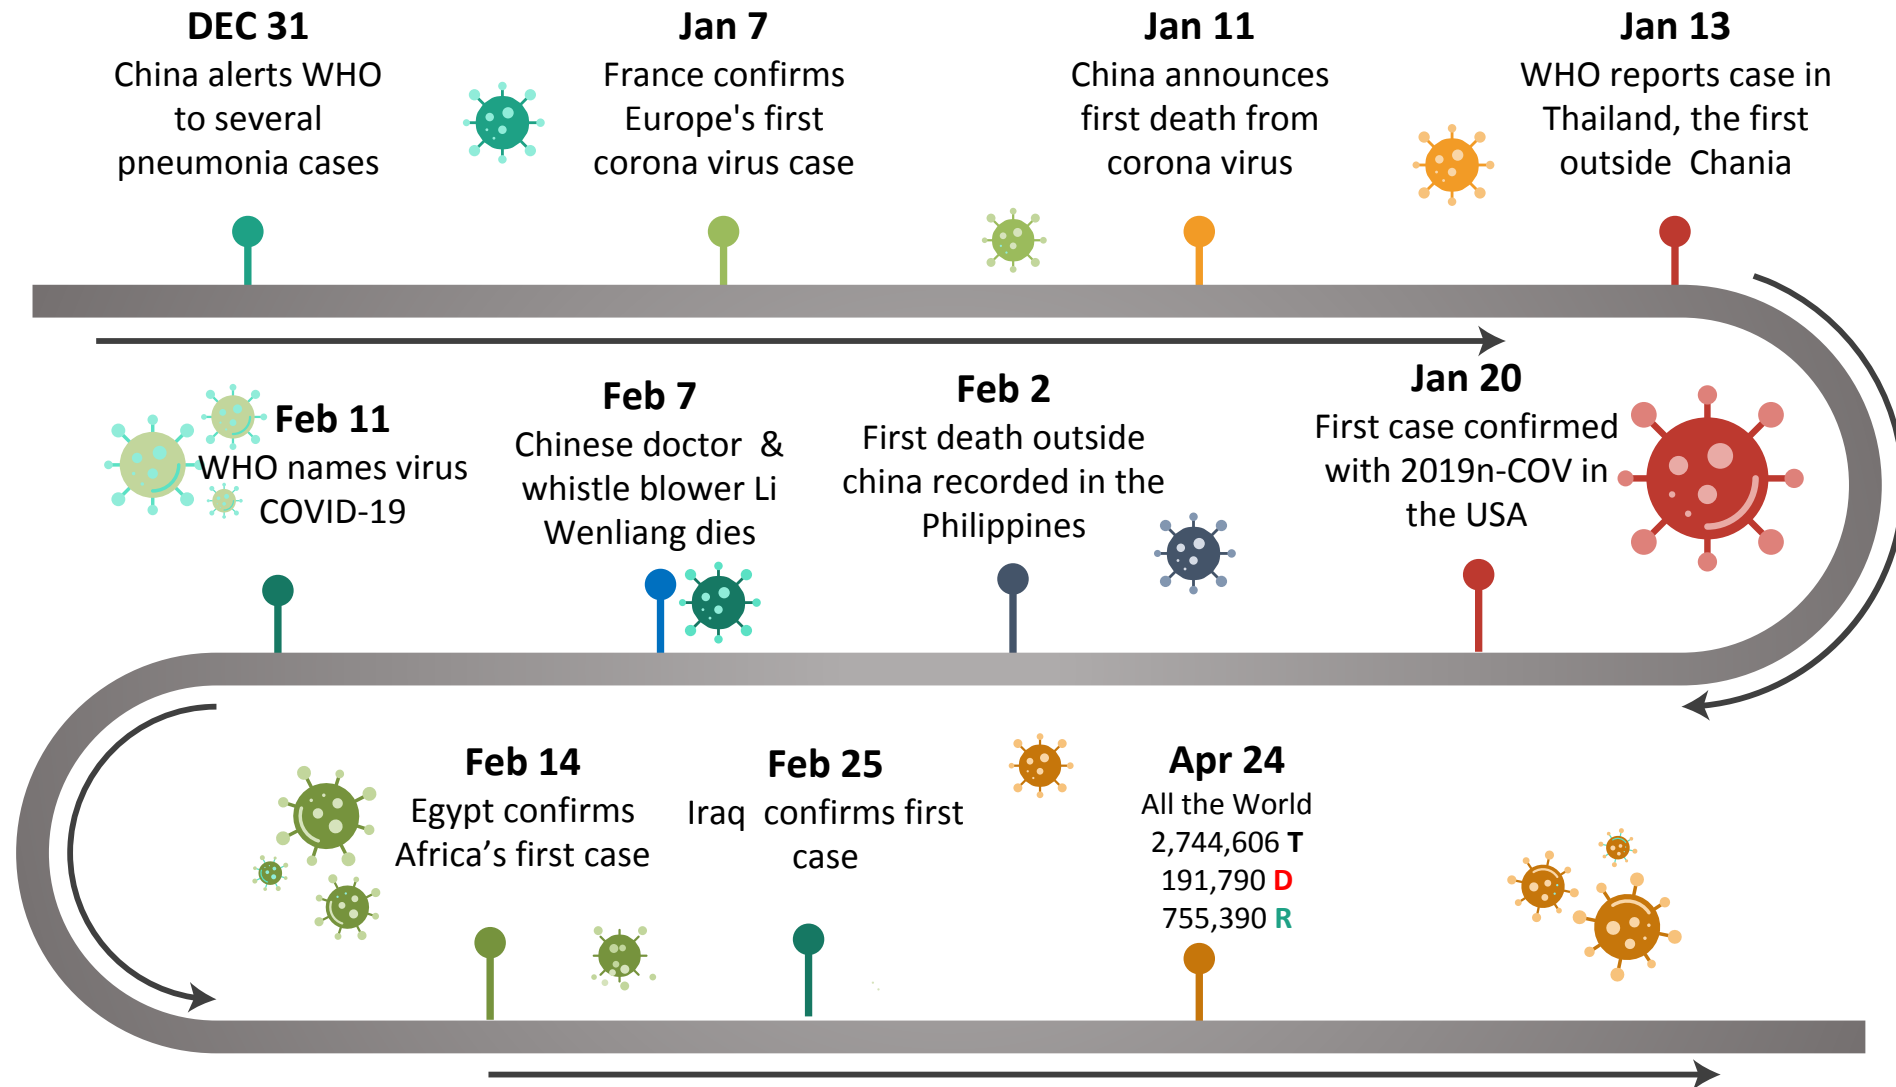 DEC 31
China alerts WHO
to several
pneumonia cases
Jan 7
France confirms
Europe's first
corona virus case
Jan 11
China announces
first death from
corona virus
Jan 13
WHO reports case in
Thailand, the first
outside  Chania
Jan 20
First case confirmed
with 2019n-COV in
the USA
Feb 2
First death outside
china recorded in the
Philippines
Feb 7
Chinese doctor  &
whistle blower Li
Wenliang dies
Feb 11
WHO names virus
COVID-19
Feb 14
Egypt confirms
Africa’s first case
Feb 25
Iraq  confirms first
case
Apr 24
All the World
2,744,606 T
191,790 D
755,390 R